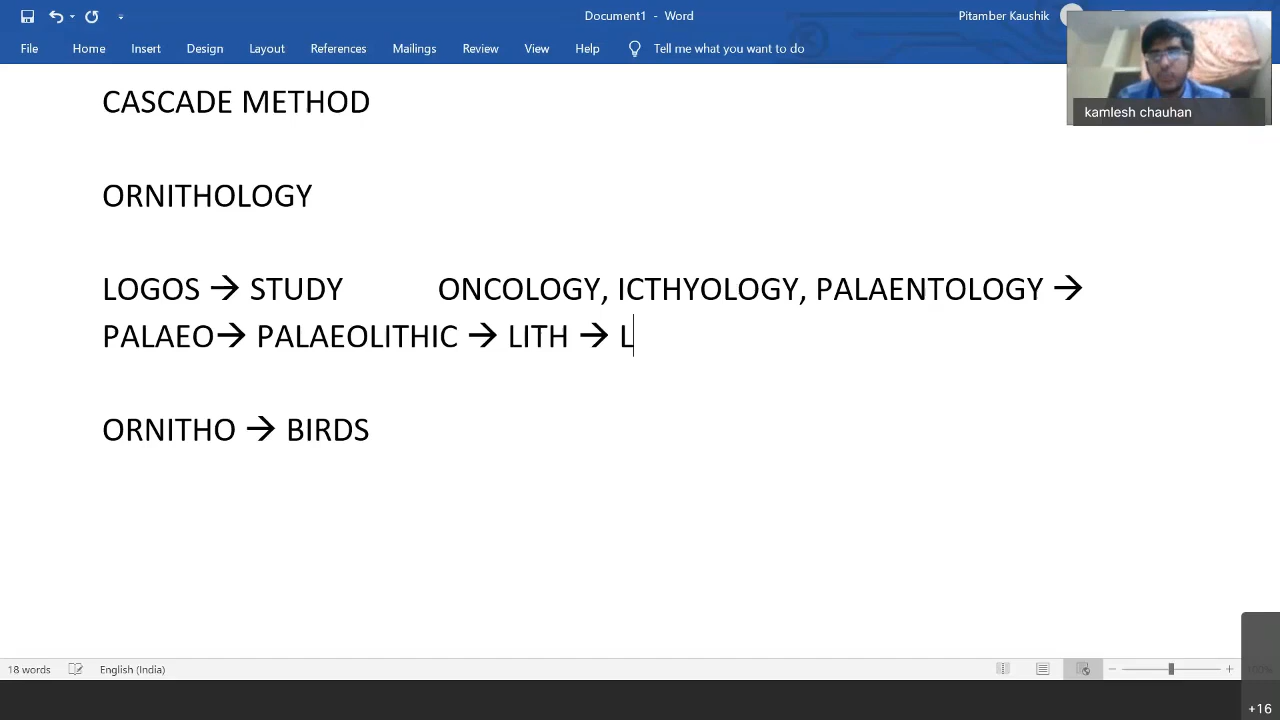 Document1 - Word
Pitamber Kaushik
File Home Insert Design Layout References Mailings Review View Help Tell me what you want to do
kamlesh chauhan
CASCADE METHOD
ORNITHOLOGY
LOGOS → STUDY ONCOLOGY, ICTHYOLOGY, PALAENTOLOGY →
PALAEO→ PALAEOLITHIC → LITH → L
ORNITHO → BIRDS
18 words English (India)
+16